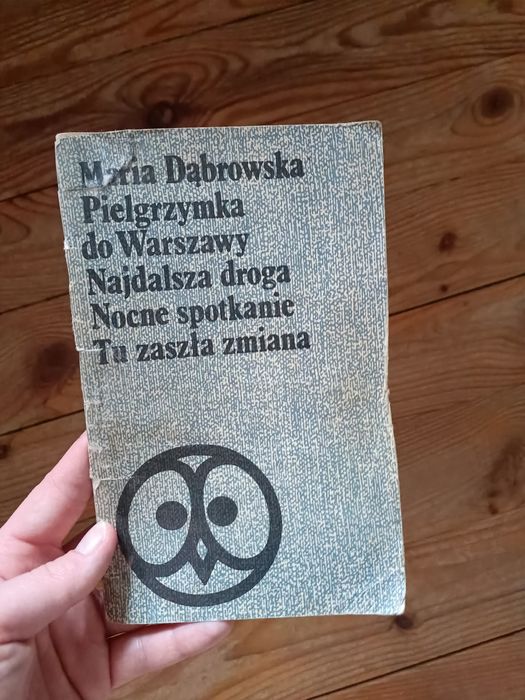 Maria Dąbrowska
Pielgrzymka
do Warszawy
Najdalsza droga
Nocne spotkanie
Tu zaszła zmiana